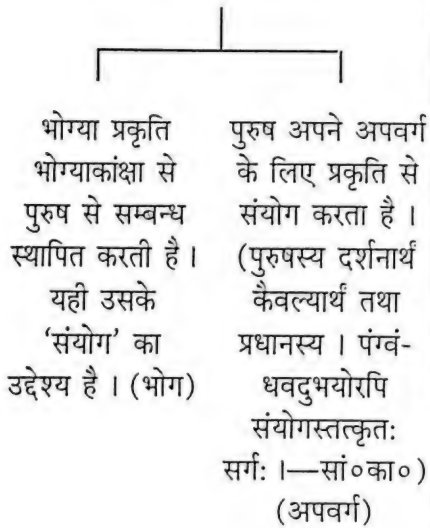 भोग्या प्रकृति
भोग्याकांक्षा से
पुरुष से सम्बन्ध
स्थापित करती है ।
यही उसके
‘संयोग’ का
उद्देश्य है । (भोग)
पुरुष अपने अपवर्ग
के लिए प्रकृति से
संयोग करता है ।
(पुरुषस्य दर्शनार्थं
कैवल्यार्थं तथा
प्रधानस्य । पंग्वं-
धवदुभयोरपि
संयोगस्तत्कृतः
सर्गः ।—सां०का०)
(अपवर्ग)